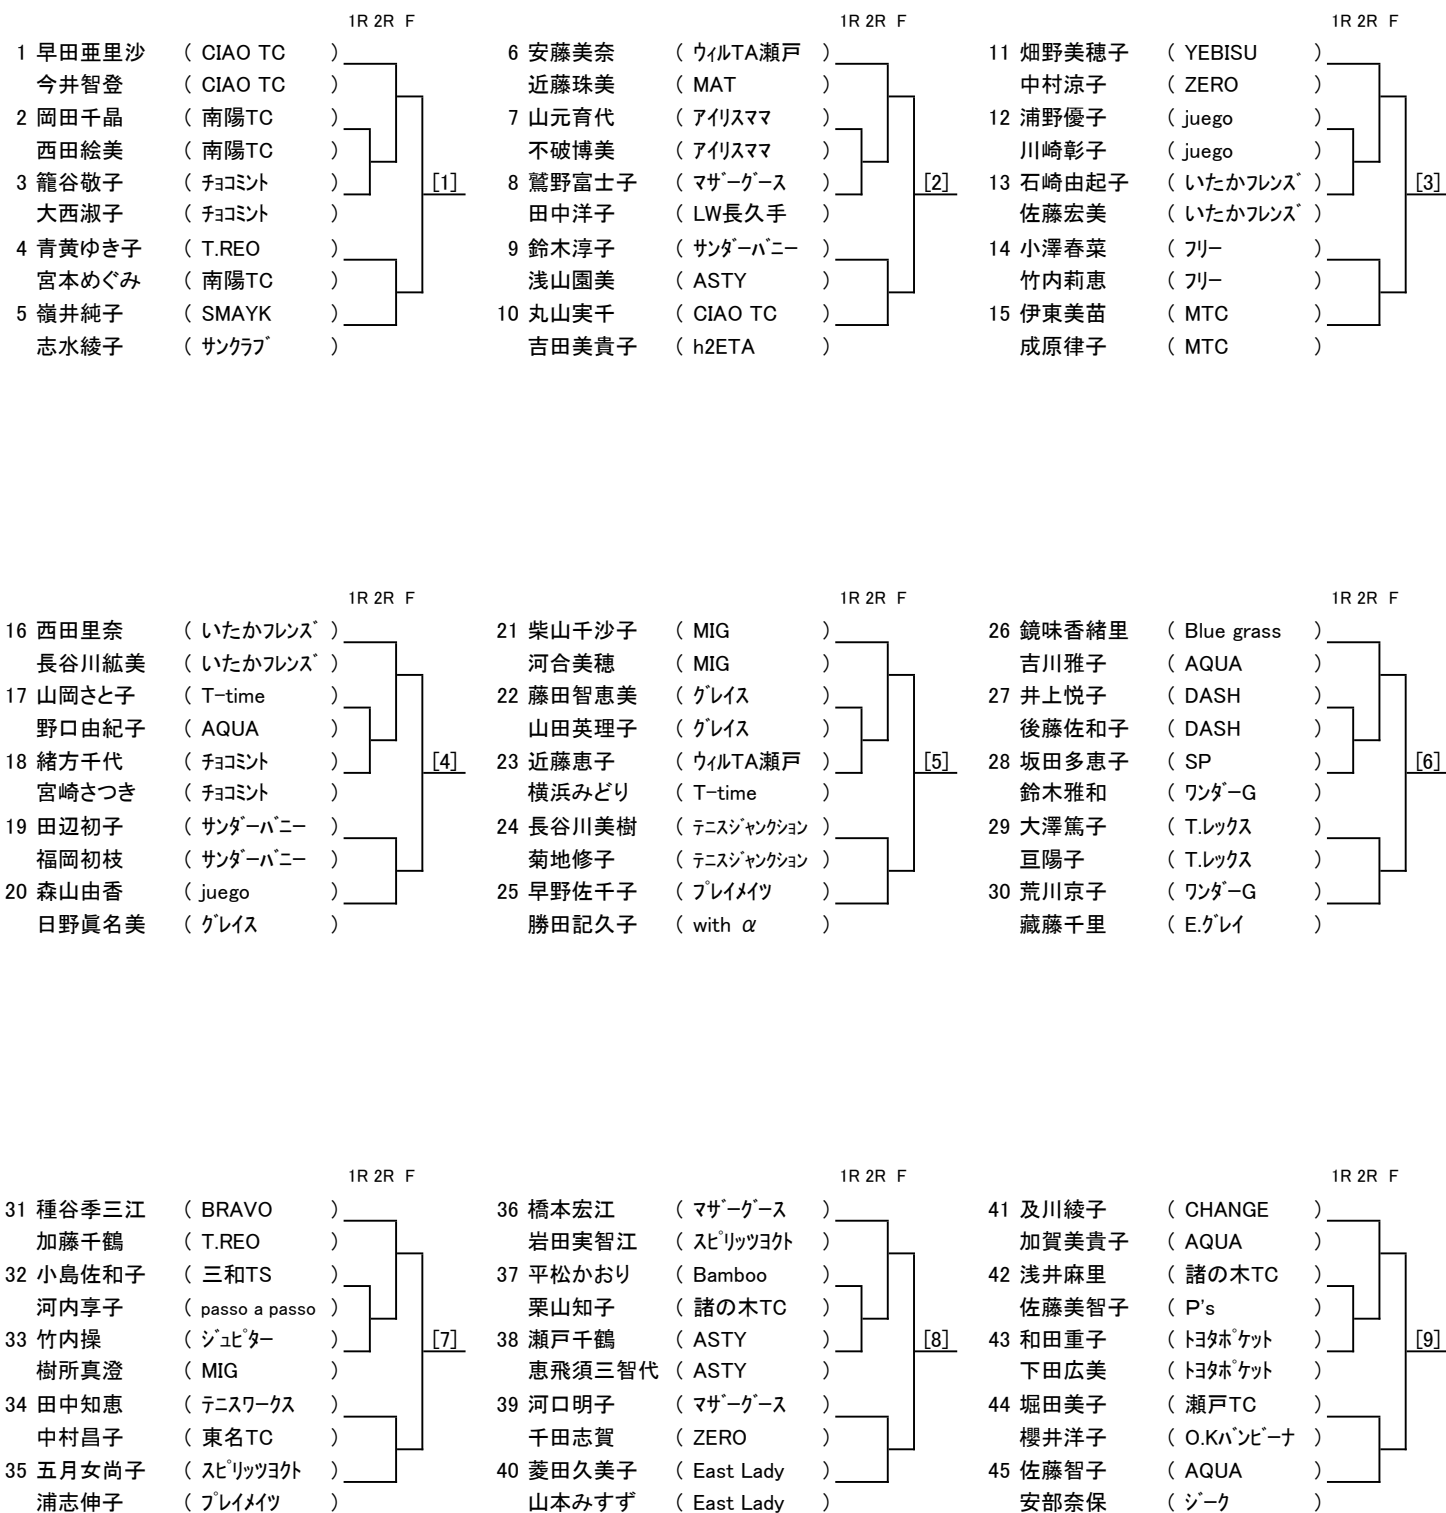 1R 2R F
1 早田亜里沙 ( CIAO TC )
今井智登 ( CIAO TC )
2 岡田千晶 ( 南陽TC )
西田絵美 ( 南陽TC )
3 籠谷敬子 ( ﾁｮｺﾐﾝﾄ )
大西淑子 ( ﾁｮｺﾐﾝﾄ )
4 青黄ゆき子 ( T.REO )
宮本めぐみ ( 南陽TC )
5 嶺井純子 ( SMAYK )
志水綾子 ( ｻﾝｸﾗﾌﾞ )
[1]
1R 2R F
6 安藤美奈 ( ｳｨﾙTA瀬戸 )
近藤珠美 ( MAT )
7 山元育代 ( ｱｲﾘｽﾏﾏ )
不破博美 ( ｱｲﾘｽﾏﾏ )
8 鷲野富士子 ( ﾏｻﾞｰｸﾞｰｽ )
田中洋子 ( LW長久手 )
9 鈴木淳子 ( ｻﾝﾀﾞｰﾊﾞﾆｰ )
浅山園美 ( ASTY )
10 丸山実千 ( CIAO TC )
吉田美貴子 ( h2ETA )
[2]
1R 2R F
11 畑野美穂子 ( YEBISU )
中村涼子 ( ZERO )
12 浦野優子 ( juego )
川崎彰子 ( juego )
13 石崎由起子 ( いたかﾌﾚﾝｽﾞ )
佐藤宏美 ( いたかﾌﾚﾝｽﾞ )
14 小澤春菜 ( ﾌﾘｰ )
竹内莉恵 ( ﾌﾘｰ )
15 伊東美苗 ( MTC )
成原律子 ( MTC )
[3]
1R 2R F
16 西田里奈 ( いたかﾌﾚﾝｽﾞ )
長谷川紘美 ( いたかﾌﾚﾝｽﾞ )
17 山岡さと子 ( T-time )
野口由紀子 ( AQUA )
18 緒方千代 ( ﾁｮｺﾐﾝﾄ )
宮崎さつき ( ﾁｮｺﾐﾝﾄ )
19 田辺初子 ( ｻﾝﾀﾞｰﾊﾞﾆｰ )
福岡初枝 ( ｻﾝﾀﾞｰﾊﾞﾆｰ )
20 森山由香 ( juego )
日野眞名美 ( ｸﾞﾚｲｽ )
[4]
1R 2R F
21 柴山千沙子 ( MIG )
河合美穂 ( MIG )
22 藤田智恵美 ( ｸﾞﾚｲｽ )
山田英理子 ( ｸﾞﾚｲｽ )
23 近藤恵子 ( ｳｨﾙTA瀬戸 )
横浜みどり ( T-time )
24 長谷川美樹 ( ﾃﾆｽｼﾞｬﾝｸｼｮﾝ )
菊地修子 ( ﾃﾆｽｼﾞｬﾝｸｼｮﾝ )
25 早野佐千子 ( ﾌﾟﾚｲﾒｲﾂ )
勝田記久子 ( with α )
[5]
1R 2R F
26 鏡味香緒里 ( Blue grass )
吉川雅子 ( AQUA )
27 井上悦子 ( DASH )
後藤佐和子 ( DASH )
28 坂田多恵子 ( SP )
鈴木雅和 ( ﾜﾝﾀﾞｰG )
29 大澤篤子 ( T.ﾚｯｸｽ )
亘陽子 ( T.ﾚｯｸｽ )
30 荒川京子 ( ﾜﾝﾀﾞｰG )
藏藤千里 ( E.ｸﾞﾚｲ )
[6]
1R 2R F
31 種谷季三江 ( BRAVO )
加藤千鶴 ( T.REO )
32 小島佐和子 ( 三和TS )
河内享子 ( passo a passo )
33 竹内操 ( ｼﾞｭﾋﾟﾀｰ )
樹所真澄 ( MIG )
34 田中知恵 ( ﾃﾆｽﾜｰｸｽ )
中村昌子 ( 東名TC )
35 五月女尚子 ( ｽﾋﾟﾘｯﾂﾖｸﾄ )
浦志伸子 ( ﾌﾟﾚｲﾒｲﾂ )
[7]
1R 2R F
36 橋本宏江 ( ﾏｻﾞｰｸﾞｰｽ )
岩田実智江 ( ｽﾋﾟﾘｯﾂﾖｸﾄ )
37 平松かおり ( Bamboo )
栗山知子 ( 諸の木TC )
38 瀬戸千鶴 ( ASTY )
恵飛須三智代 ( ASTY )
39 河口明子 ( ﾏｻﾞｰｸﾞｰｽ )
千田志賀 ( ZERO )
40 菱田久美子 ( East Lady )
山本みすず ( East Lady )
[8]
1R 2R F
41 及川綾子 ( CHANGE )
加賀美貴子 ( AQUA )
42 浅井麻里 ( 諸の木TC )
佐藤美智子 ( P's )
43 和田重子 ( ﾄﾖﾀﾎﾟｹｯﾄ )
下田広美 ( ﾄﾖﾀﾎﾟｹｯﾄ )
44 堀田美子 ( 瀬戸TC )
櫻井洋子 ( O.Kﾊﾞﾝﾋﾞｰﾅ )
45 佐藤智子 ( AQUA )
安部奈保 ( ｼﾞｰｸ )
[9]